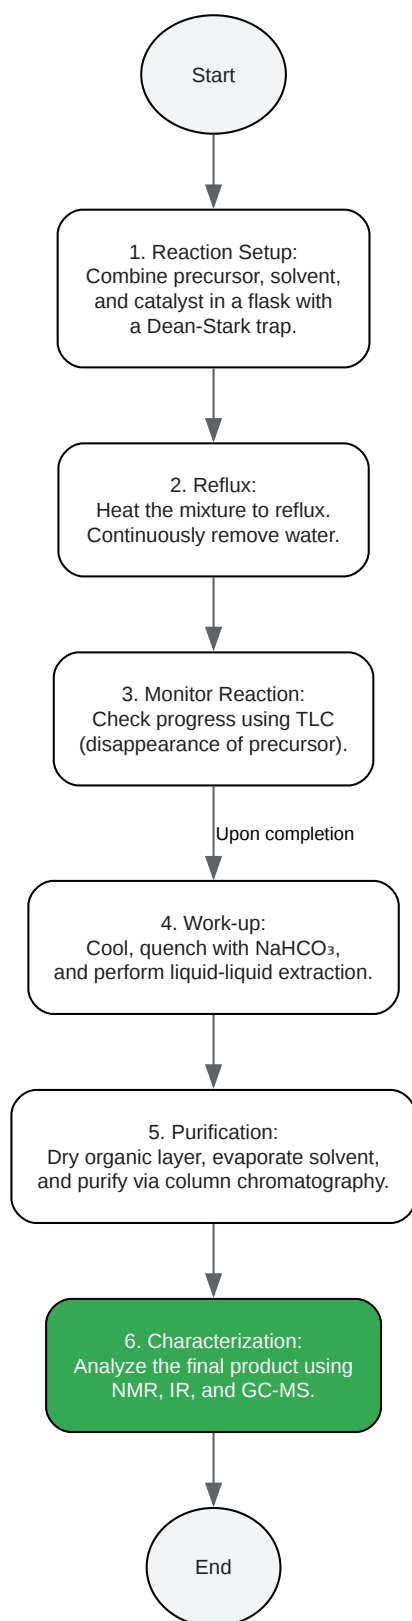 Start
1. Reaction Setup:
Combine precursor, solvent,
and catalyst in a flask with
a Dean-Stark trap.
2. Reflux:
Heat the mixture to reflux.
Continuously remove water.
3. Monitor Reaction:
Check progress using TLC
(disappearance of precursor).
Upon completion
4. Work-up:
Cool, quench with NaHCO₃,
and perform liquid-liquid extraction.
5. Purification:
Dry organic layer, evaporate solvent,
and purify via column chromatography.
6. Characterization:
Analyze the final product using
NMR, IR, and GC-MS.
End